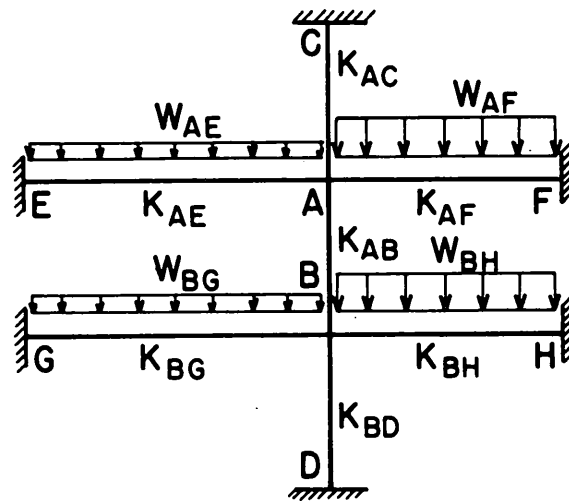 C
K_AC
W_AE W_AF
E K_AE A K_AF F
K_AB
W_BG B W_BH
G K_BG K_BH H
K_BD
D